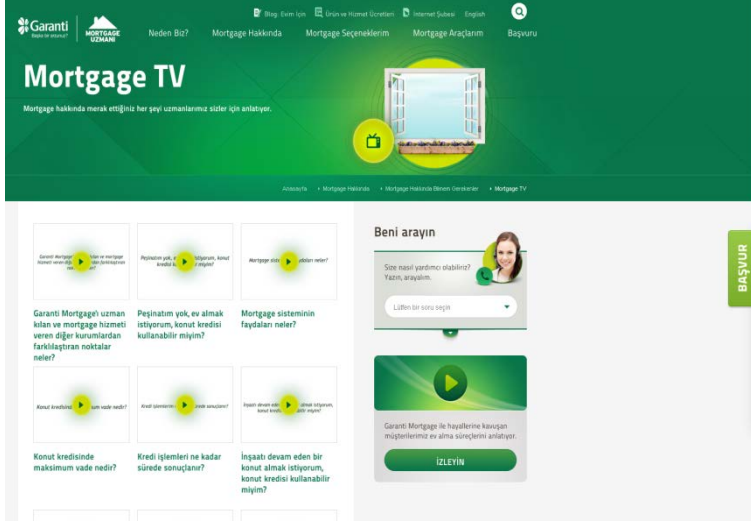 Blog: Evim İçin
Ürün ve Hizmet Ücretleri
İnternet Şubesi
English
Garanti
Başka bir arzunuz?
MORTGAGE
UZMANI
Neden Biz?
Mortgage Hakkında
Mortgage Seçeneklerim
Mortgage Araçlarım
Başvuru
Mortgage TV
Mortgage hakkında merak ettiğiniz her şeyi uzmanlarımız sizler için anlatıyor.
Anasayfa
Mortgage Hakkında
Mortgage Hakkında Bilmem Gerekenler
Mortgage TV
Garanti Mortgage'ı uzman
kılan ve mortgage hizmeti
veren diğer kurumlardan
farklılaştıran noktalar
neler?
Peşinatım yok, ev almak
istiyorum, konut kredisi
kullanabilir miyim?
Mortgage sisteminin
faydaları neler?
Konut kredisinde
maksimum vade nedir?
Kredi işlemleri ne kadar
sürede sonuçlanır?
İnşaatı devam eden bir
konut almak istiyorum,
konut kredisi kullanabilir
miyim?
Beni arayın
Size nasıl yardımcı olabiliriz?
Yazın, arayalım.
Lütfen bir soru seçin
Garanti Mortgage ile hayallerine kavuşan
müşterilerimiz ev alma süreçlerini anlatıyor.
İZLEYİN
BAŞVUR